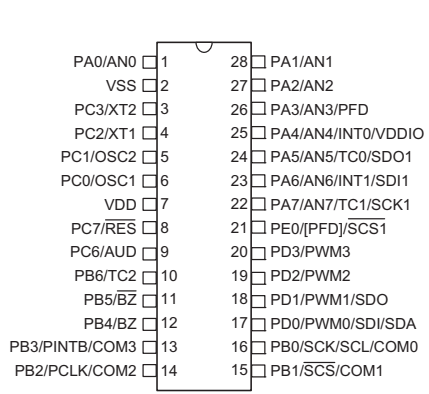 PA0/AN0 1 28 PA1/AN1
VSS 2 27 PA2/AN2
PC3/XT2 3 26 PA3/AN3/PFD
PC2/XT1 4 25 PA4/AN4/INT0/VDDIO
PC1/OSC2 5 24 PA5/AN5/TC0/SDO1
PC0/OSC1 6 23 PA6/AN6/INT1/SDI1
VDD 7 22 PA7/AN7/TC1/SCK1
PC7/R̅E̅S̅ 8 21 PE0/[PFD]/S̅C̅S̅1̅
PC6/AUD 9 20 PD3/PWM3
PB6/TC2 10 19 PD2/PWM2
PB5/B̅Z̅ 11 18 PD1/PWM1/SDO
PB4/BZ 12 17 PD0/PWM0/SDI/SDA
PB3/PINTB/COM3 13 16 PB0/SCK/SCL/COM0
PB2/PCLK/COM2 14 15 PB1/S̅C̅S̅/COM1